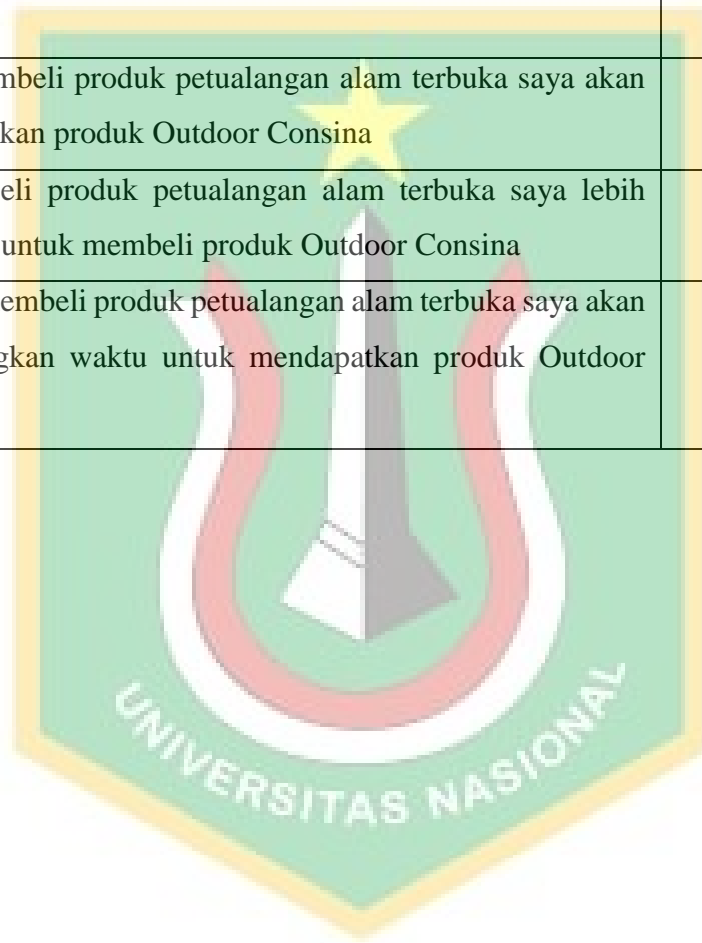 mbeli produk petualangan alam terbuka saya akan
kan produk Outdoor Consina
eli produk petualangan alam terbuka saya lebih
untuk membeli produk Outdoor Consina
embeli produk petualangan alam terbuka saya akan
gkan waktu untuk mendapatkan produk Outdoor
UNIVERSITAS NASIONAL